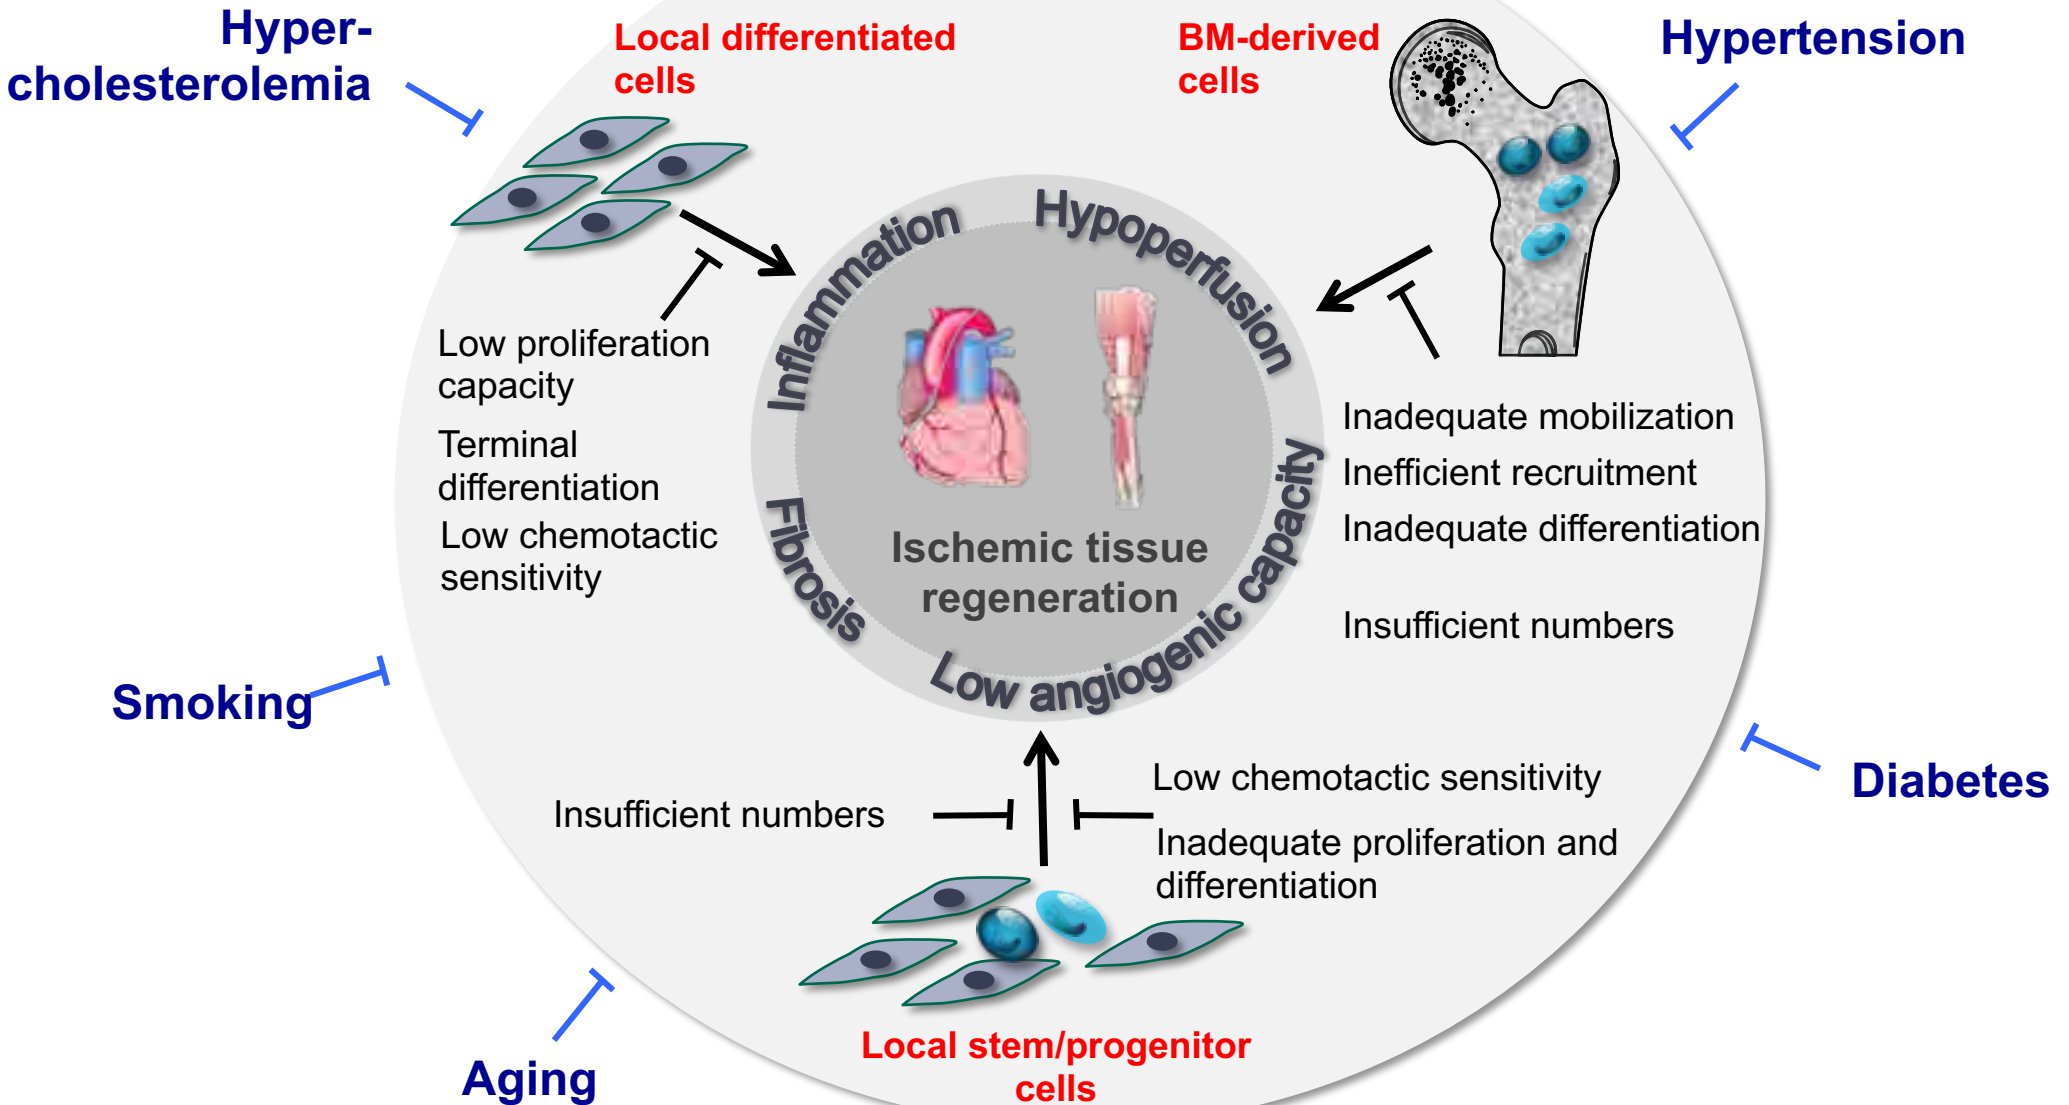 Hyper-
cholesterolemia
Local differentiated
cells
BM-derived
cells
Hypertension
Inflammation
Hypoperfusion
Low proliferation
capacity
Terminal
differentiation
Low chemotactic
sensitivity
Fibrosis
Low angiogenic capacity
Ischemic tissue
regeneration
Inadequate mobilization
Inefficient recruitment
Inadequate differentiation
Insufficient numbers
Smoking
Diabetes
Insufficient numbers
Low chemotactic sensitivity
Inadequate proliferation and
differentiation
Local stem/progenitor
cells
Aging